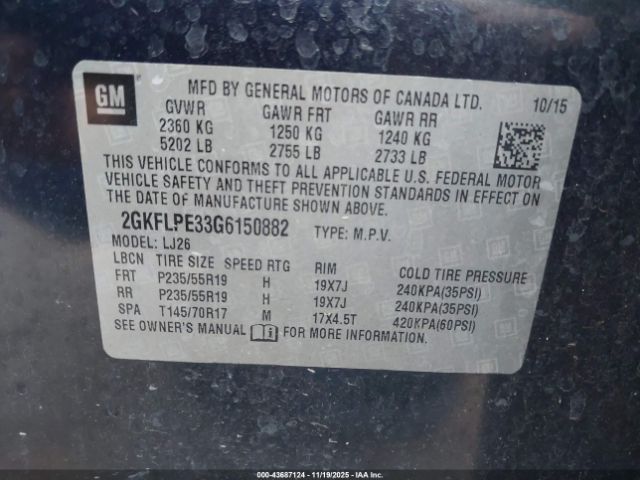 GM
MFD BY GENERAL MOTORS OF CANADA LTD. 10/15
GVWR GAWR FRT GAWR RR
2360 KG 1250 KG 1240 KG
5202 LB 2755 LB 2733 LB
THIS VEHICLE CONFORMS TO ALL APPLICABLE U.S. FEDERAL MOTOR
VEHICLE SAFETY AND THEFT PREVENTION STANDARDS IN EFFECT ON
THE DATE OF MANUFACTURE SHOWN ABOVE.
2GKFLPE33G6150882 TYPE: M.P.V.
MODEL: LJ26
LBCN TIRE SIZE SPEED RTG RIM COLD TIRE PRESSURE
FRT P235/55R19 H 19X7J 240KPA(35PSI)
RR P235/55R19 H 19X7J 240KPA(35PSI)
SPA T145/70R17 M 17X4.5T 420KPA(60PSI)
SEE OWNER'S MANUAL FOR MORE INFORMATION.
000-43687124 - 11/19/2025 - IAAI.COM